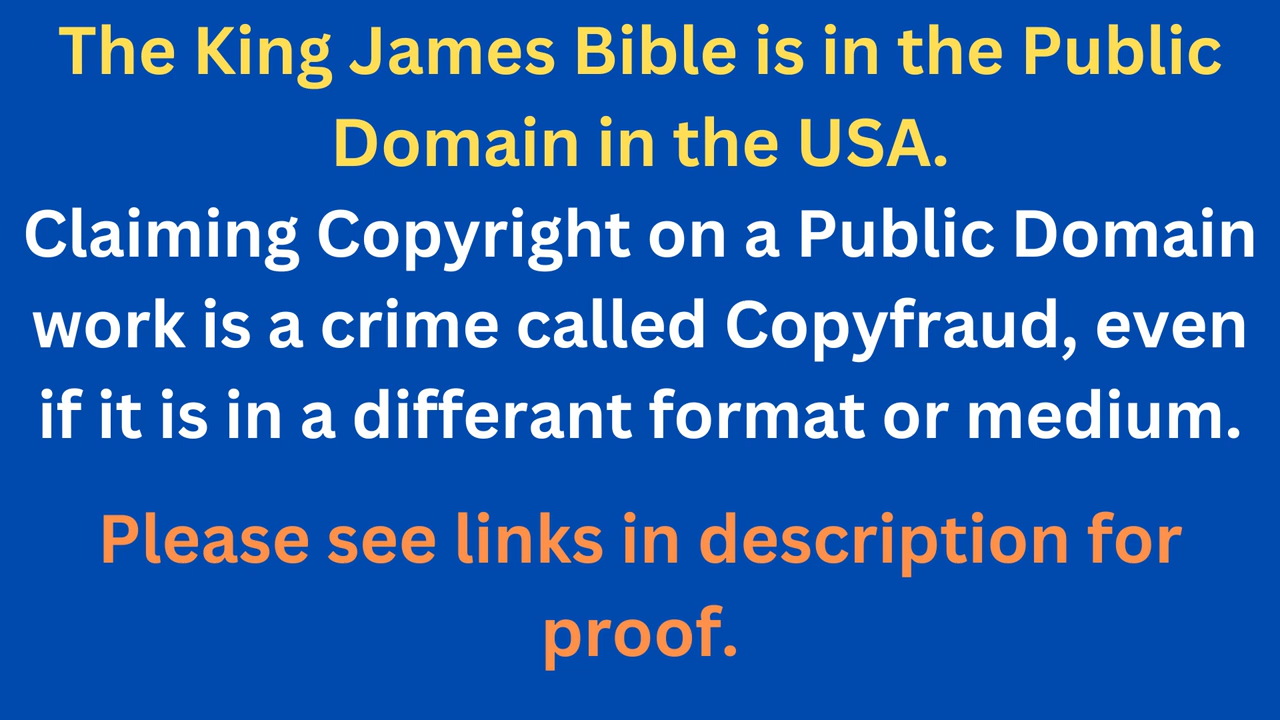 The King James Bible is in the Public
Domain in the USA.
Claiming Copyright on a Public Domain
work is a crime called Copyfraud, even
if it is in a differant format or medium.
Please see links in description for
proof.